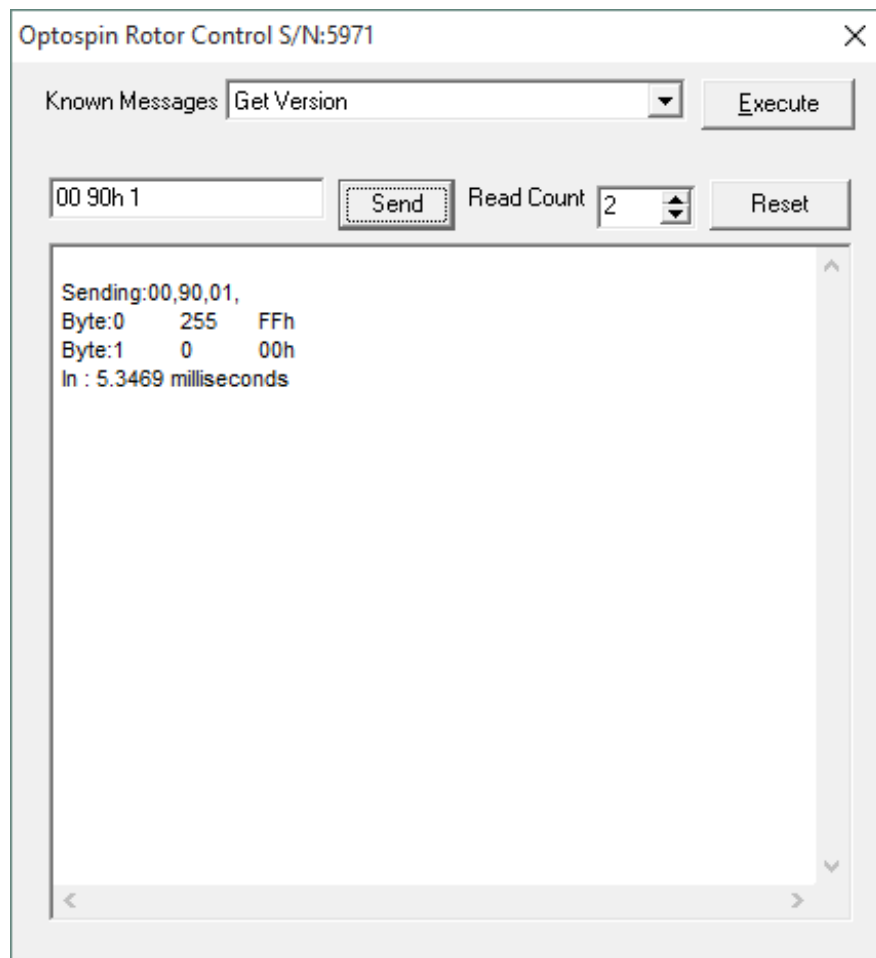 Optospin Rotor Control S/N:5971
Known Messages Get Version Execute
00 90h 1 Send Read Count 2 Reset
Sending:00,90,01,
Byte:0 255 FFh
Byte:1 0 00h
In : 5.3469 milliseconds